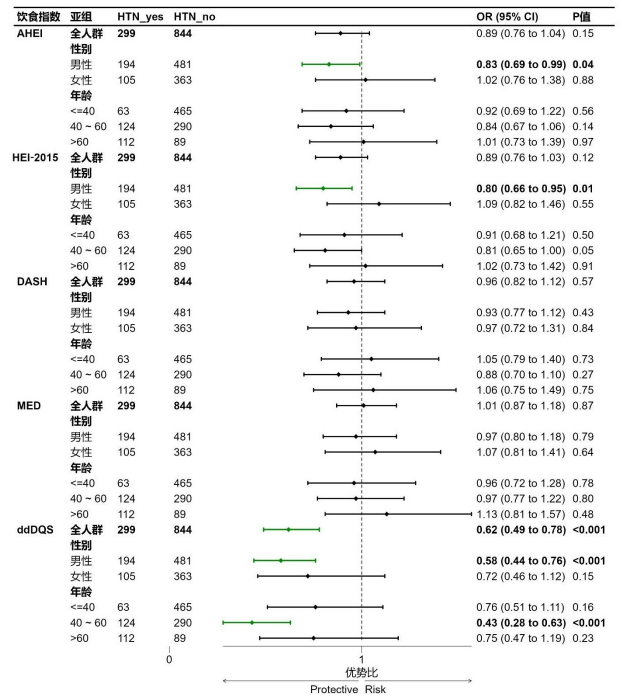 饮食指数 亚组 HTN_yes HTN_no OR (95% CI) P值
AHEI 全人群 299 844 0.89 (0.76 to 1.04) 0.15
性别
男性 194 481 0.83 (0.69 to 0.99) 0.04
女性 105 363 1.02 (0.76 to 1.38) 0.88
年龄
<=40 63 465 0.92 (0.69 to 1.22) 0.56
40 ~ 60 124 290 0.84 (0.67 to 1.06) 0.14
>60 112 89 1.01 (0.73 to 1.39) 0.97
HEI-2015 全人群 299 844 0.89 (0.76 to 1.03) 0.12
性别
男性 194 481 0.80 (0.66 to 0.95) 0.01
女性 105 363 1.09 (0.82 to 1.46) 0.55
年龄
<=40 63 465 0.91 (0.68 to 1.21) 0.50
40 ~ 60 124 290 0.81 (0.65 to 1.00) 0.05
>60 112 89 1.02 (0.73 to 1.42) 0.91
DASH 全人群 299 844 0.96 (0.82 to 1.12) 0.57
性别
男性 194 481 0.93 (0.77 to 1.12) 0.43
女性 105 363 0.97 (0.72 to 1.31) 0.84
年龄
<=40 63 465 1.05 (0.79 to 1.40) 0.73
40 ~ 60 124 290 0.88 (0.70 to 1.10) 0.27
>60 112 89 1.06 (0.75 to 1.49) 0.75
MED 全人群 299 844 1.01 (0.87 to 1.18) 0.87
性别
男性 194 481 0.97 (0.80 to 1.18) 0.79
女性 105 363 1.07 (0.81 to 1.41) 0.64
年龄
<=40 63 465 0.96 (0.72 to 1.28) 0.78
40 ~ 60 124 290 0.97 (0.77 to 1.22) 0.80
>60 112 89 1.13 (0.81 to 1.57) 0.48
ddDQS 全人群 299 844 0.62 (0.49 to 0.78) <0.001
性别
男性 194 481 0.58 (0.44 to 0.76) <0.001
女性 105 363 0.72 (0.46 to 1.12) 0.15
年龄
<=40 63 465 0.76 (0.51 to 1.11) 0.16
40 ~ 60 124 290 0.43 (0.28 to 0.63) <0.001
>60 112 89 0.75 (0.47 to 1.19) 0.23
0 1
优势比
Protective Risk